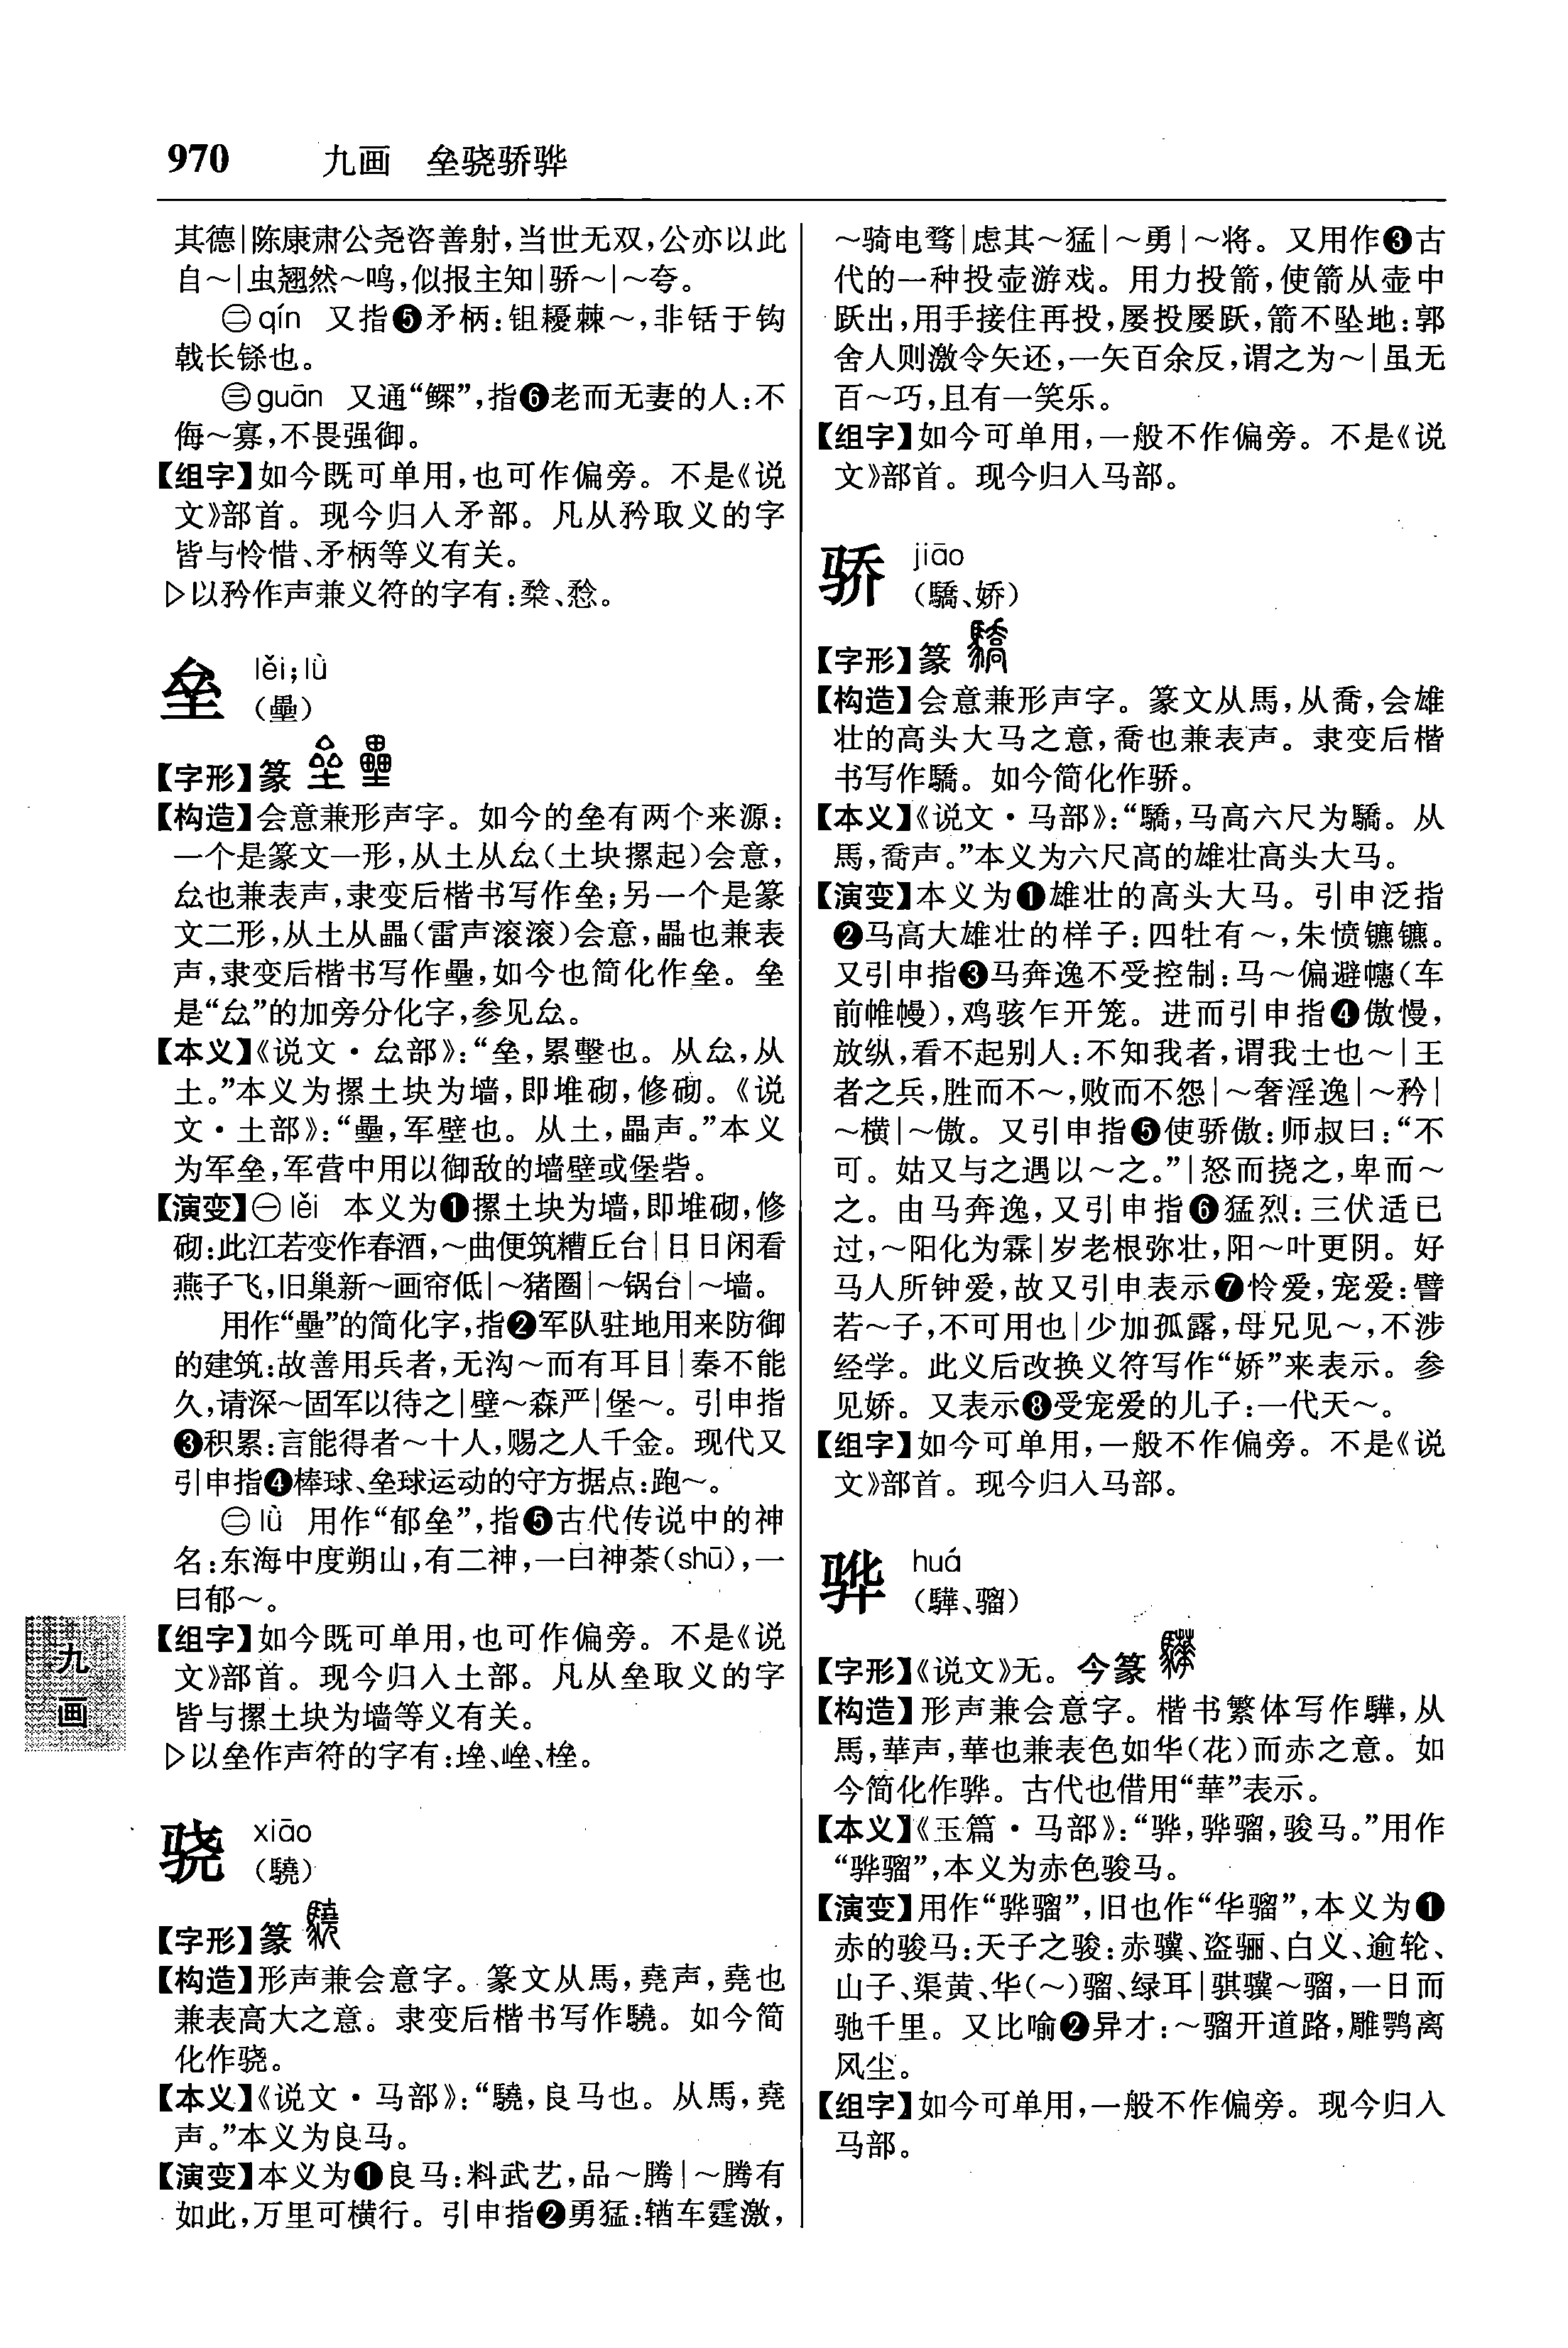 970 九画 垒骁骄骅
其德|陈康肃公尧咨善射,当世无双,公亦以此
自～|虫翘然～鸣,似报主知|骄～|～夸。
㊁qín 又指❺矛柄:钼櫌棘～,非铦于钩
戟长铩也。
㊂guān 又通“鳏”,指❻老而无妻的人:不
侮～寡,不畏强御。
【组字】如今既可单用,也可作偏旁。不是《说
文》部首。现今归入矛部。凡从矜取义的字
皆与怜惜、矛柄等义有关。
▷以矜作声兼义符的字有:
垒 lěi;lǜ
(壘)
【字形】篆
【构造】会意兼形声字。如今的垒有两个来源:
一个是篆文一形,从土从厽(土块摞起)会意,
厽也兼表声,隶变后楷书写作垒;另一个是篆
文二形,从土从畾(雷声滚滚)会意,畾也兼表
声,隶变后楷书写作壘,如今也简化作垒。垒
是“厽”的加旁分化字,参见厽。
【本义】《说文·厽部》:“垒,累墼也。从厽,从
土。”本义为摞土块为墙,即堆砌,修砌。《说
文·土部》:“壘,军壁也。从土,畾声。”本义
为军垒,军营中用以御敌的墙壁或堡砦。
【演变】㊀lěi 本义为❶摞土块为墙,即堆砌,修
砌:此江若变作春酒,～曲便筑糟丘台|日日闲看
燕子飞,旧巢新～画帘低|～猪圈|～锅台|～墙。
用作“壘”的简化字,指❷军队驻地用来防御
的建筑:故善用兵者,无沟～而有耳目|秦不能
久,请深～固军以待之|壁～森严|堡～。引申指
❸积累:言能得者～十人,赐之人千金。现代又
引申指❹棒球、垒球运动的守方据点:跑～。
㊁lǜ 用作“郁垒”,指❺古代传说中的神
名:东海中度朔山,有二神,一曰神荼(shū),一
曰郁～。
【组字】如今既可单用,也可作偏旁。不是《说
文》部首。现今归入土部。凡从垒取义的字
皆与摞土块为墙等义有关。
▷以垒作声符的字有:
骁 xiāo
(驍)
【字形】篆
【构造】形声兼会意字。篆文从馬,堯声,堯也
兼表高大之意。隶变后楷书写作驍。如今简
化作骁。
【本义】《说文·马部》:“驍,良马也。从馬,堯
声。”本义为良马。
【演变】本义为❶良马:料武艺,品～腾|～腾有
如此,万里可横行。引申指❷勇猛:辎车霆激,
～骑电骛|虑其～猛|～勇|～将。又用作❸古
代的一种投壶游戏。用力投箭,使箭从壶中
跃出,用手接住再投,屡投屡跃,箭不坠地:郭
舍人则激令矢还,一矢百余反,谓之为～|虽无
百～巧,且有一笑乐。
【组字】如今可单用,一般不作偏旁。不是《说
文》部首。现今归入马部。
骄 jiāo
(驕、娇)
【字形】篆
【构造】会意兼形声字。篆文从馬,从喬,会雄
壮的高头大马之意,喬也兼表声。隶变后楷
书写作驕。如今简化作骄。
【本义】《说文·马部》:“驕,马高六尺为驕。从
馬,喬声。”本义为六尺高的雄壮高头大马。
【演变】本义为❶雄壮的高头大马。引申泛指
❷马高大雄壮的样子:四牡有～,朱幩镳镳。
又引申指❸马奔逸不受控制:马～偏避幰(车
前帷幔),鸡骇乍开笼。进而引申指❹傲慢,
放纵,看不起别人:不知我者,谓我士也～|王
者之兵,胜而不～,败而不怨|～奢淫逸|～矜|
～横|～傲。又引申指❺使骄傲:师叔曰:“不
可。姑又与之遇以～之。”|怒而挠之,卑而～
之。由马奔逸,又引申指❻猛烈:三伏适已
过,～阳化为霖|岁老根弥壮,阳～叶更阴。好
马人所钟爱,故又引申表示❼怜爱,宠爱:譬
若～子,不可用也|少加孤露,母兄见～,不涉
经学。此义后改换义符写作“娇”来表示。参
见娇。又表示❽受宠爱的儿子:一代天～。
【组字】如今可单用,一般不作偏旁。不是《说
文》部首。现今归入马部。
骅 huá
(驊、骝)
【字形】《说文》无。今篆
【构造】形声兼会意字。楷书繁体写作驊,从
馬,華声,華也兼表色如华(花)而赤之意。如
今简化作骅。古代也借用“華”表示。
【本义】《玉篇·马部》:“骅,骅骝,骏马。”用作
“骅骝”,本义为赤色骏马。
【演变】用作“骅骝”,旧也作“华骝”,本义为❶
赤的骏马:天子之骏:赤骥、盗骊、白义、逾轮、
山子、渠黄、华(～)骝、绿耳|骐骥～骝,一日而
驰千里。又比喻❷异才:～骝开道路,雕鹗离
风尘。
【组字】如今可单用,一般不作偏旁。现今归入
马部。
九
画